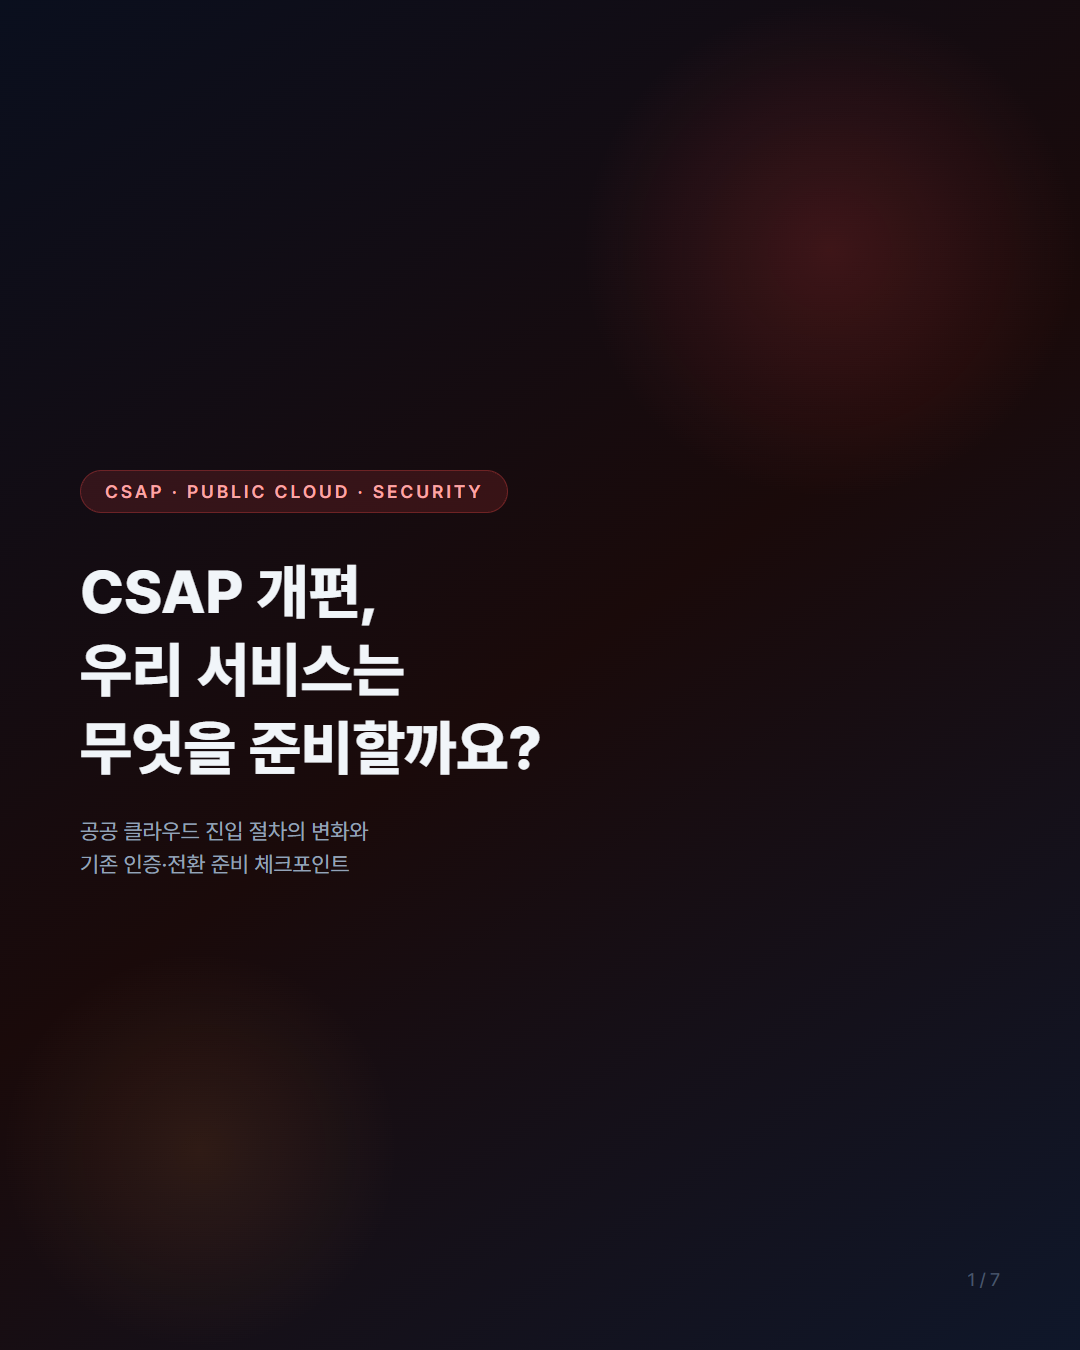 CSAP · PUBLIC CLOUD · SECURITY
CSAP 개편,
우리 서비스는
무엇을 준비할까요?
공공 클라우드 진입 절차의 변화와
기존 인증·전환 준비 체크포인트
1 / 7